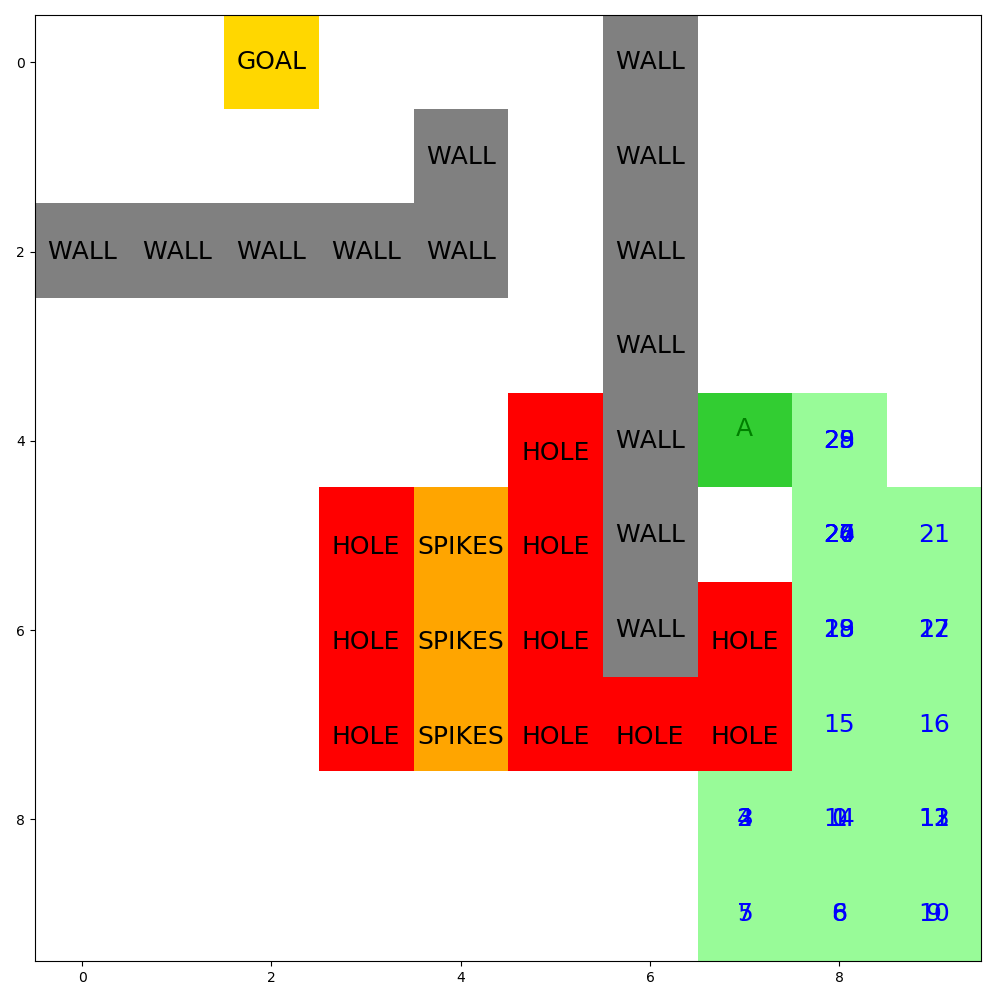 GOAL WALL
0
WALL WALL
WALL WALL WALL WALL WALL WALL
2
WALL
A
HOLE WALL
4
HOLE SPIKES HOLE WALL 21
HOLE SPIKES HOLE WALL HOLE
6
HOLE SPIKES HOLE HOLE HOLE 15 16
8
0 2 4 6 8